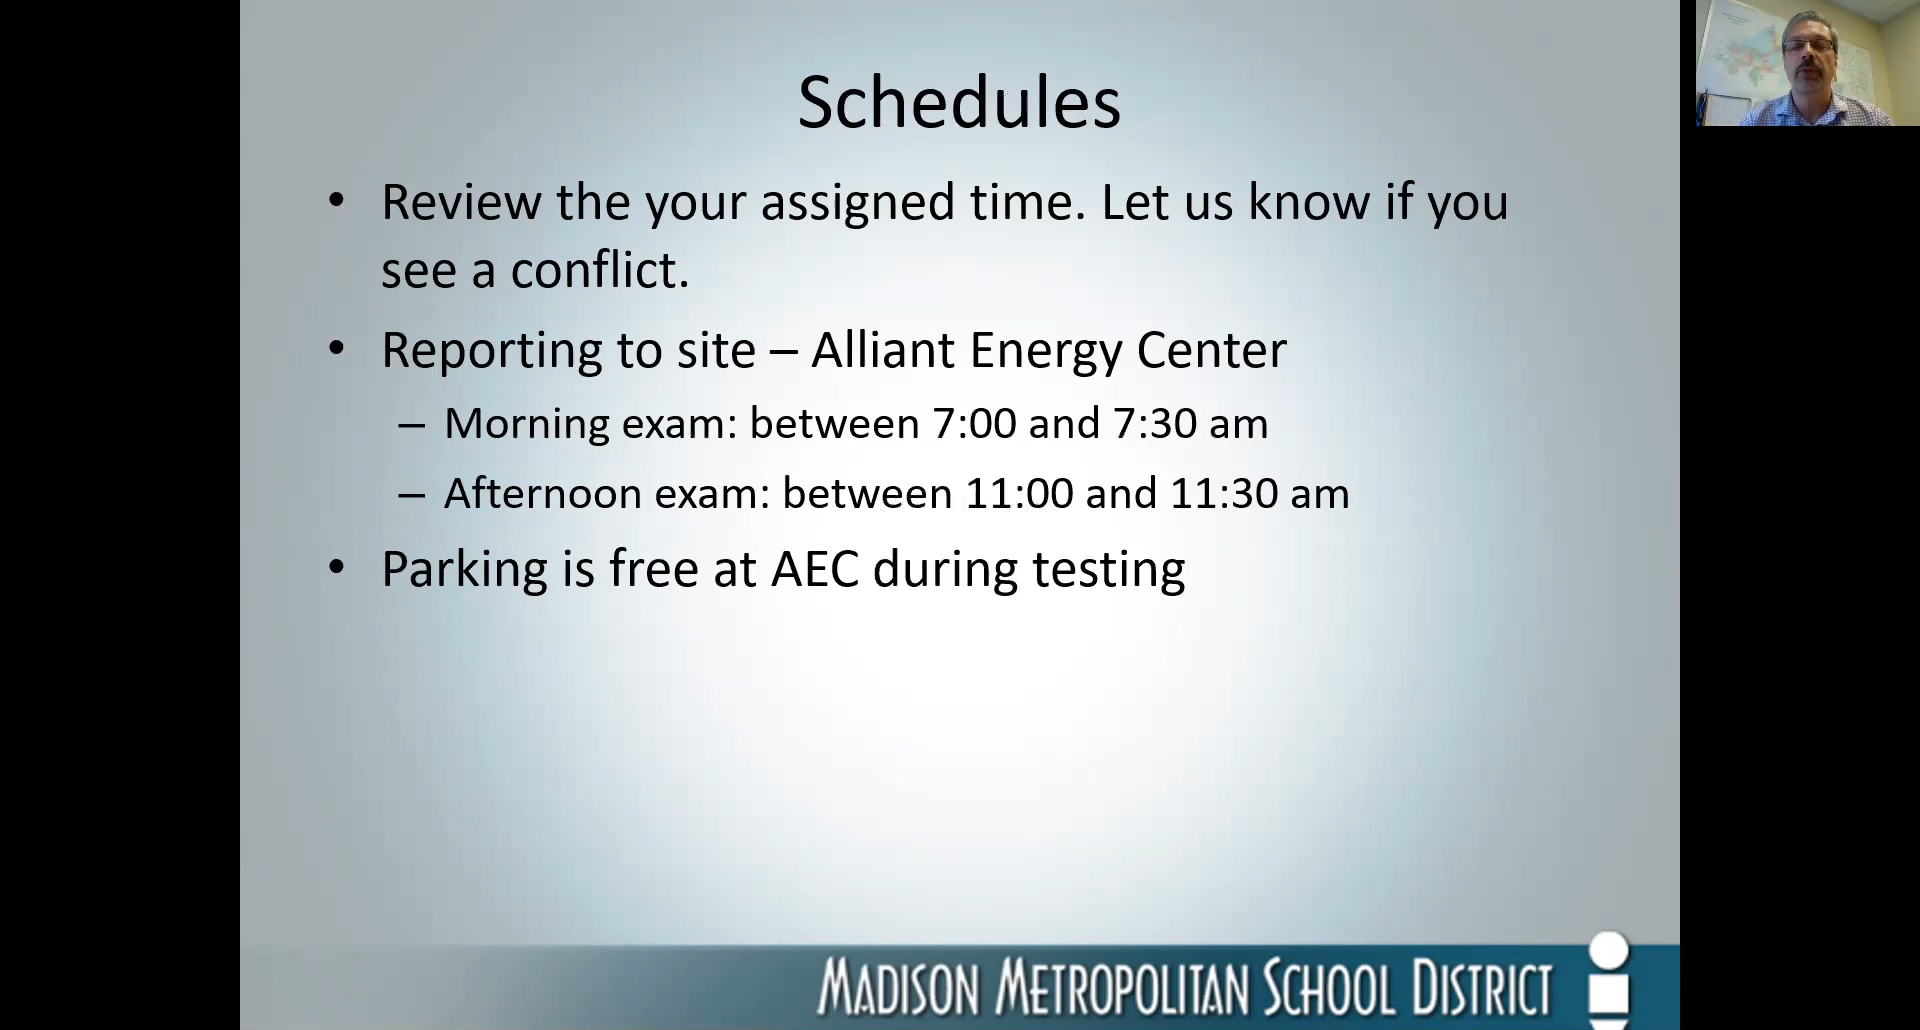 Schedules
• Review the your assigned time. Let us know if you
see a conflict.
• Reporting to site – Alliant Energy Center
– Morning exam: between 7:00 and 7:30 am
– Afternoon exam: between 11:00 and 11:30 am
• Parking is free at AEC during testing
MADISON METROPOLITAN SCHOOL DISTRICT